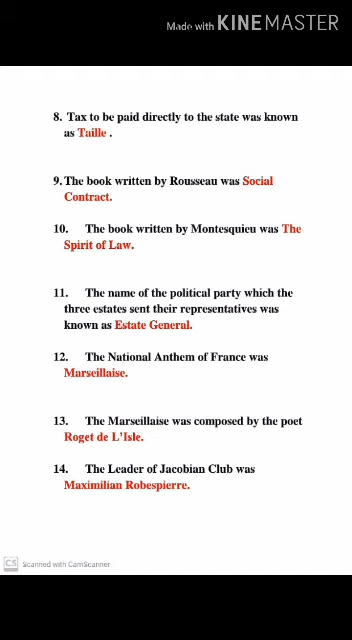 Made with KINEMASTER
8. Tax to be paid directly to the state was known
as Taille .
9. The book written by Rousseau was Social
Contract.
10. The book written by Montesquieu was The
Spirit of Law.
11. The name of the political party which the
three estates sent their representatives was
known as Estate General.
12. The National Anthem of France was
Marseillaise.
13. The Marseillaise was composed by the poet
Roget de L'Isle.
14. The Leader of Jacobian Club was
Maximilian Robespierre.
CS Scanned with CamScanner